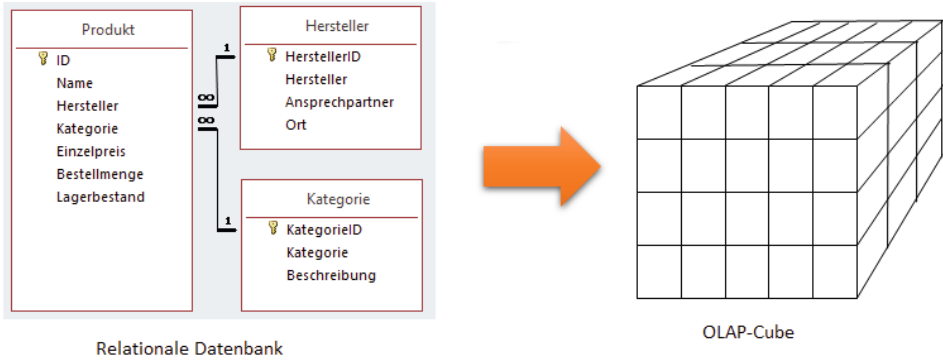 Produkt
ID
Name
Hersteller
Kategorie
Einzelpreis
Bestellmenge
Lagerbestand
∞
∞
1
1
Hersteller
HerstellerID
Hersteller
Ansprechpartner
Ort
Kategorie
KategorieID
Kategorie
Beschreibung
Relationale Datenbank
OLAP-Cube